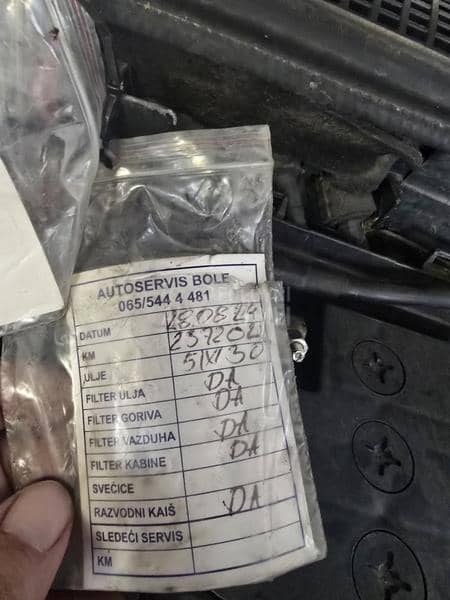 AUTOSERVIS BOLE
065/544 4 481
DATUM
KM
ULJE
FILTER ULJA DA
FILTER GORIVA DA
FILTER VAZDUHA DA
FILTER KABINE DA
SVEĆICE
RAZVODNI KAIŠ DA
SLEDEĆI SERVIS
KM